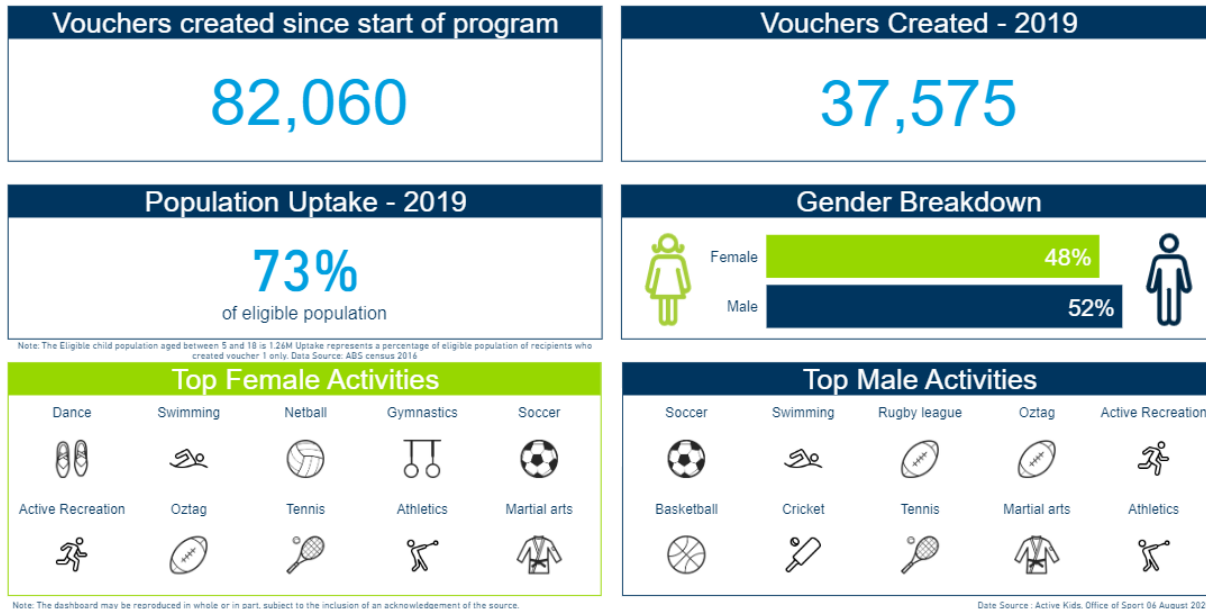 Vouchers created since start of program
82,060
Vouchers Created - 2019
37,575
Population Uptake - 2019
73%
of eligible population
Note: The Eligible child population aged between 5 and 18 is 1.26M Uptake represents a percentage of eligible population of recipients who
created voucher 1 only. Data Source: ABS census 2016
Gender Breakdown
Female 48%
Male 52%
Top Female Activities
Dance Swimming Netball Gymnastics Soccer
Active Recreation Oztag Tennis Athletics Martial arts
Top Male Activities
Soccer Swimming Rugby league Oztag Active Recreation
Basketball Cricket Tennis Martial arts Athletics
Note: The dashboard may be reproduced in whole or in part, subject to the inclusion of an acknowledgement of the source.
Date Source : Active Kids, Office of Sport 06 August